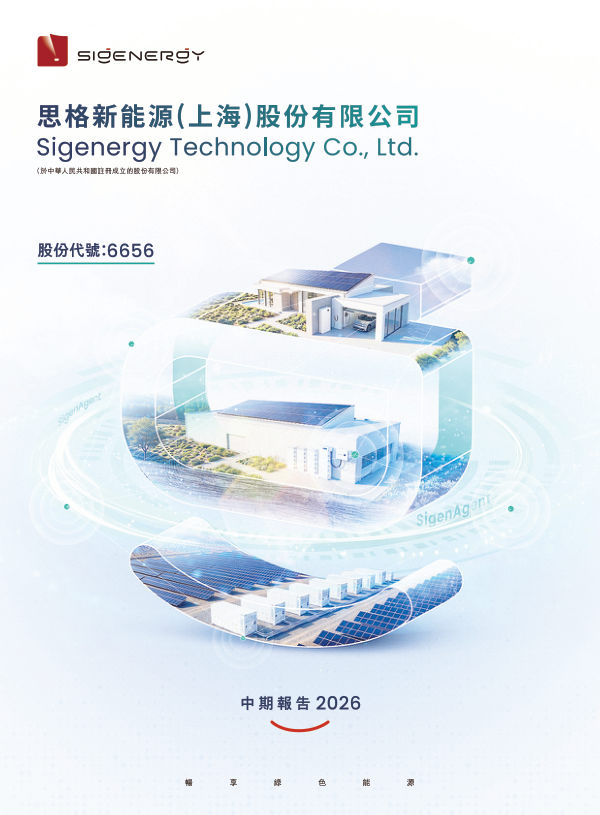 SIGENERGY
思格新能源(上海)股份有限公司
Sigenergy Technology Co., Ltd.
(於中華人民共和國註冊成立的股份有限公司)
股份代號:6656
SigenAgent
SigenAgent
中期報告 2026
暢享綠色能源